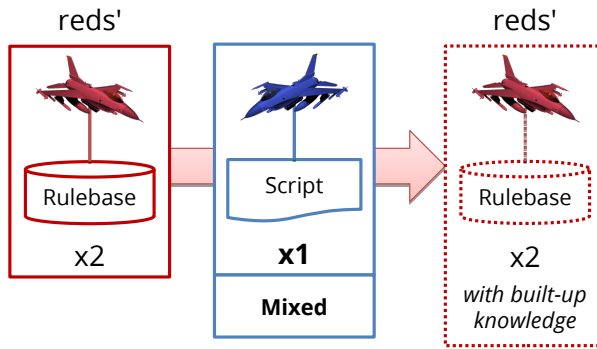 reds'
Rulebase
x2
Script
x1
Mixed
reds'
Rulebase
x2
with built-up
knowledge